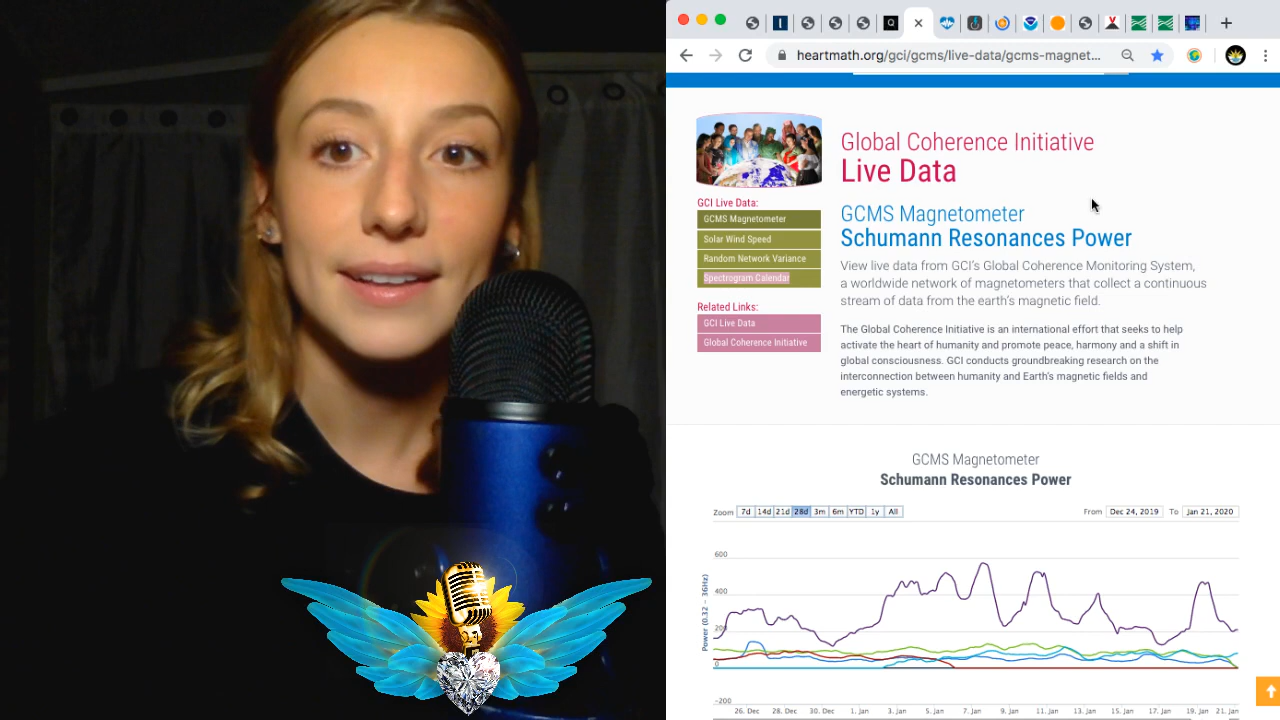 heartmath.org/gci/gcms/live-data/gcms-magnet...
Global Coherence Initiative
Live Data
GCI Live Data:
GCMS Magnetometer
Solar Wind Speed
Random Network Variance
Spectrogram Calendar
Related Links:
GCI Live Data
Global Coherence Initiative
GCMS Magnetometer
Schumann Resonances Power
View live data from GCI's Global Coherence Monitoring System,
a worldwide network of magnetometers that collect a continuous
stream of data from the earth's magnetic field.
The Global Coherence Initiative is an international effort that seeks to help
activate the heart of humanity and promote peace, harmony and a shift in
global consciousness. GCI conducts groundbreaking research on the
interconnection between humanity and Earth's magnetic fields and
energetic systems.
GCMS Magnetometer
Schumann Resonances Power
Zoom 7d 14d 21d 28d 3m 6m YTD 1y All From Dec 24, 2019 To Jan 21, 2020
Power (0.32 - 36Hz)
600
400
200
0
-200
26. Dec 28. Dec 30. Dec 1. Jan 3. Jan 5. Jan 7. Jan 9. Jan 11. Jan 13. Jan 15. Jan 17. Jan 19. Jan 21. Jan